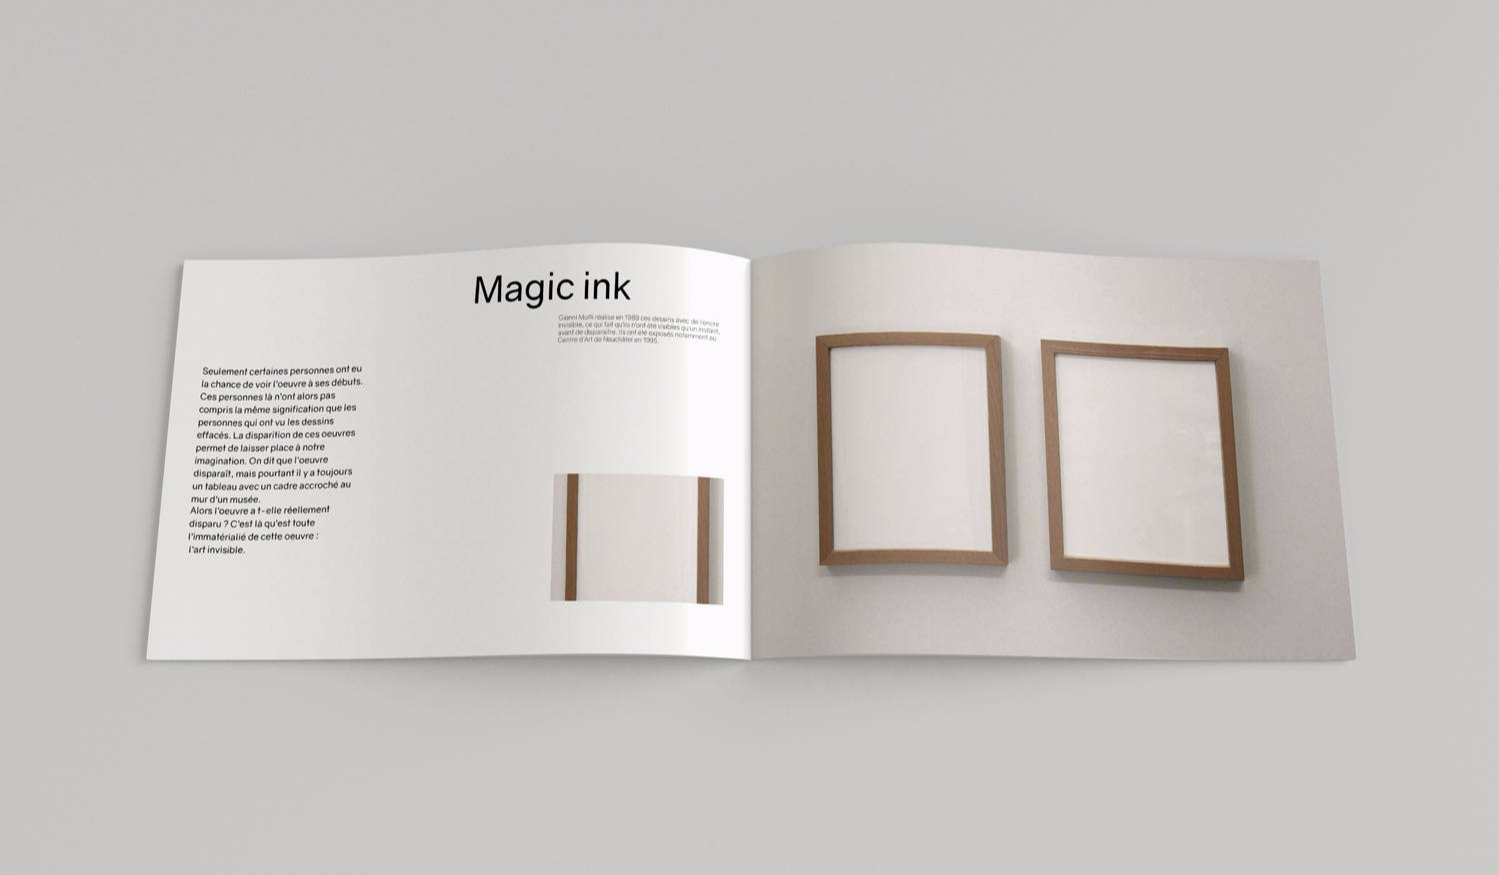 Magic ink
Gianni Motti réalise en 1989 ces dessins avec de l'encre
invisible, ce qui fait qu'ils n'ont été visibles qu'un instant,
avant de disparaître. Ils ont été exposés notamment au
Centre d'Art de Neuchâtel en 1995.
Seulement certaines personnes ont eu
la chance de voir l'oeuvre à ses débuts.
Ces personnes là n'ont alors pas
compris la même signification que les
personnes qui ont vu les dessins
effacés. La disparition de ces oeuvres
permet de laisser place à notre
imagination. On dit que l'oeuvre
disparaît, mais pourtant il y a toujours
un tableau avec un cadre accroché au
mur d'un musée.
Alors l'oeuvre a t-elle réellement
disparu ? C'est là qu'est toute
l'immatérialié de cette oeuvre :
l'art invisible.